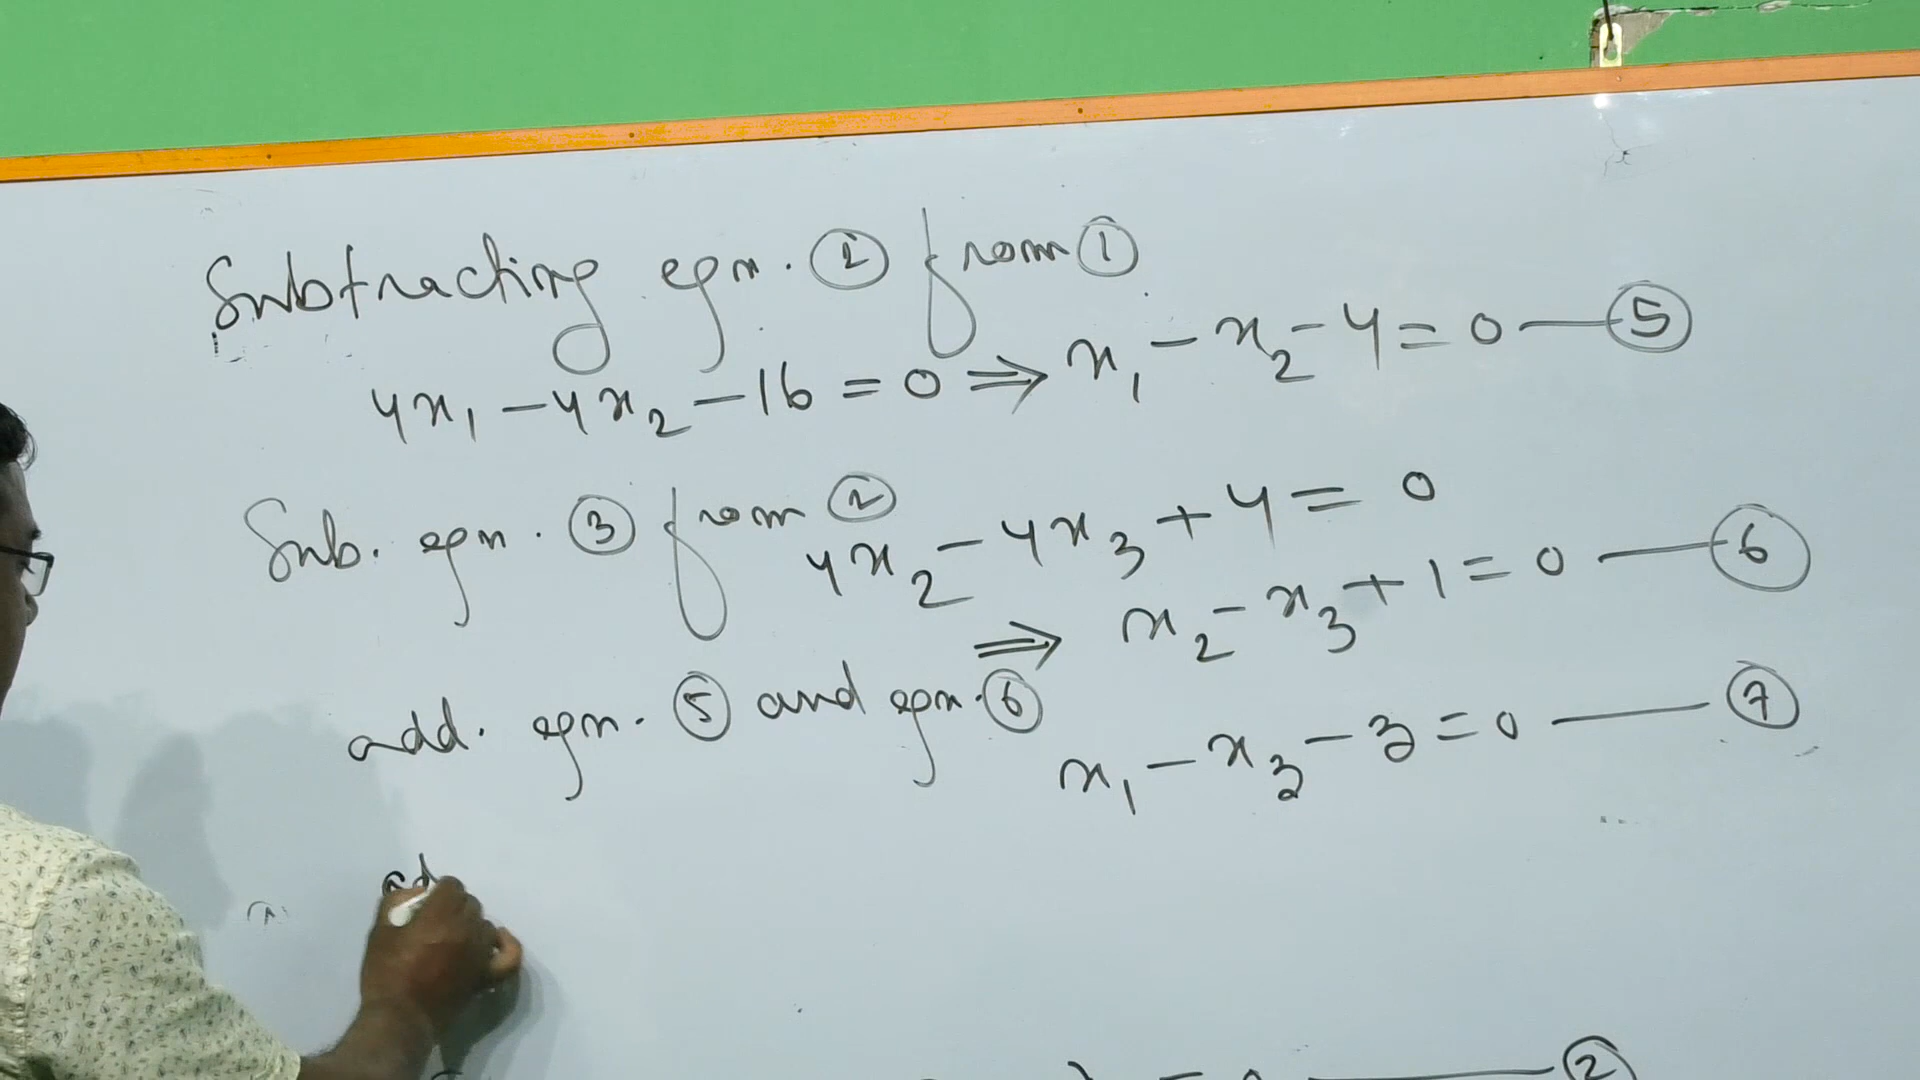 Subtracting eqn. ② from ①
4x₁ - 4x₂ - 16 = 0 ⇒ x₁ - x₂ - 4 = 0 — ⑤
Sub. eqn. ③ from ②
4x₂ - 4x₃ + 4 = 0
⇒ x₂ - x₃ + 1 = 0 — ⑥
add. eqn. ⑤ and eqn. ⑥
x₁ - x₃ - 3 = 0 — ⑦
ad
= 0 — ②